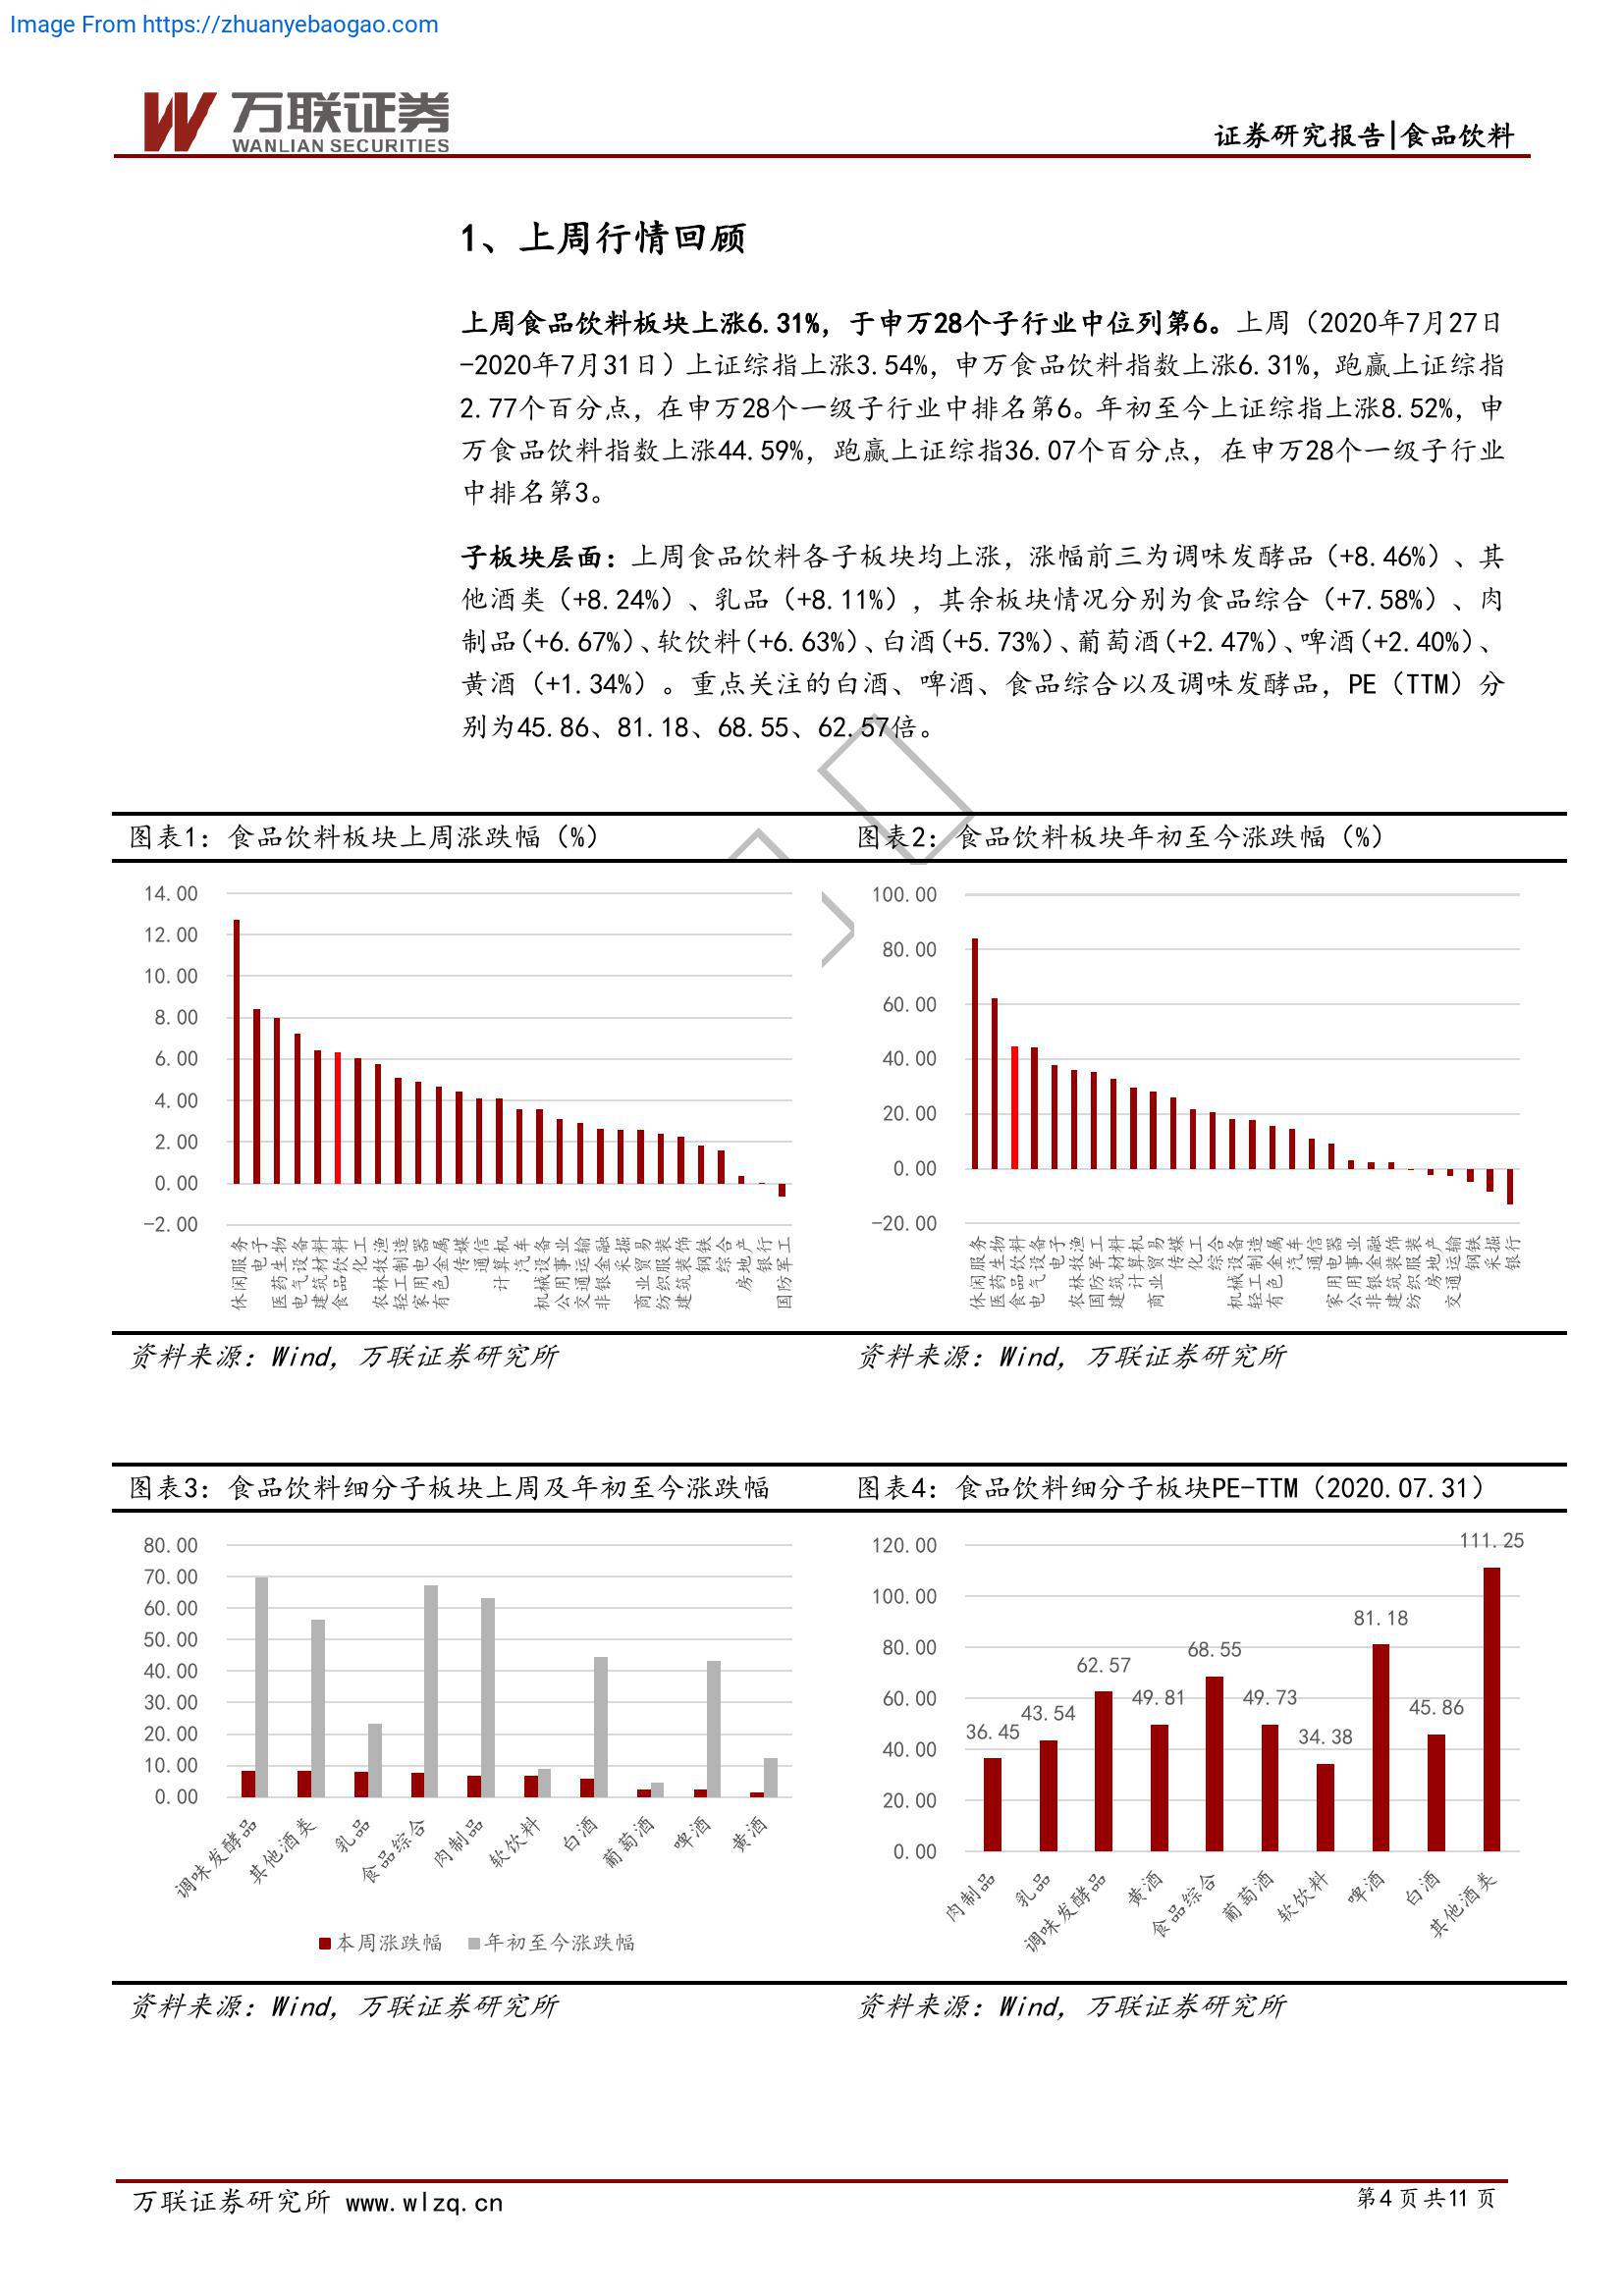 Image From https://zhuanyebaogao.com
万联证券
WANLIAN SECURITIES
证券研究报告|食品饮料
1、上周行情回顾
上周食品饮料板块上涨6.31%，于申万28个子行业中位列第6。上周（2020年7月27日
-2020年7月31日）上证综指上涨3.54%，申万食品饮料指数上涨6.31%，跑赢上证综指
2.77个百分点，在申万28个一级子行业中排名第6。年初至今上证综指上涨8.52%，申
万食品饮料指数上涨44.59%，跑赢上证综指36.07个百分点，在申万28个一级子行业
中排名第3。
子板块层面：上周食品饮料各子板块均上涨，涨幅前三为调味发酵品（+8.46%）、其
他酒类（+8.24%）、乳品（+8.11%），其余板块情况分别为食品综合（+7.58%）、肉
制品（+6.67%）、软饮料（+6.63%）、白酒（+5.73%）、葡萄酒（+2.47%）、啤酒（+2.40%）、
黄酒（+1.34%）。重点关注的白酒、啤酒、食品综合以及调味发酵品，PE（TTM）分
别为45.86、81.18、68.55、62.57倍。
图表1：食品饮料板块上周涨跌幅（%）
14.00
12.00
10.00
8.00
6.00
4.00
2.00
0.00
-2.00
休闲服务
电子
医药生物
电气设备
建筑材料
食品饮料
化工
农林牧渔
轻工制造
家用电器
有色金属
传媒
通信
计算机
汽车
机械设备
公用事业
交通运输
非银金融
采掘
商业贸易
纺织服装
建筑装饰
钢铁
综合
房地产
银行
国防军工
资料来源：Wind，万联证券研究所
图表2：食品饮料板块年初至今涨跌幅（%）
100.00
80.00
60.00
40.00
20.00
0.00
-20.00
休闲服务
医药生物
食品饮料
电气设备
电子
农林牧渔
国防军工
建筑材料
计算机
商业贸易
传媒
化工
综合
机械设备
轻工制造
有色金属
汽车
通信
家用电器
公用事业
非银金融
建筑装饰
纺织服装
房地产
交通运输
钢铁
采掘
银行
资料来源：Wind，万联证券研究所
图表3：食品饮料细分子板块上周及年初至今涨跌幅
80.00
70.00
60.00
50.00
40.00
30.00
20.00
10.00
0.00
调味发酵品
其他酒类
乳品
食品综合
肉制品
软饮料
白酒
葡萄酒
啤酒
黄酒
本周涨跌幅
年初至今涨跌幅
资料来源：Wind，万联证券研究所
图表4：食品饮料细分子板块PE-TTM（2020.07.31）
120.00
100.00
80.00
60.00
40.00
20.00
0.00
36.45
43.54
62.57
49.81
68.55
49.73
34.38
81.18
45.86
111.25
肉制品
乳品
调味发酵品
黄酒
食品综合
葡萄酒
软饮料
啤酒
白酒
其他酒类
资料来源：Wind，万联证券研究所
万联证券研究所 www.wlzq.cn
第4页共11页